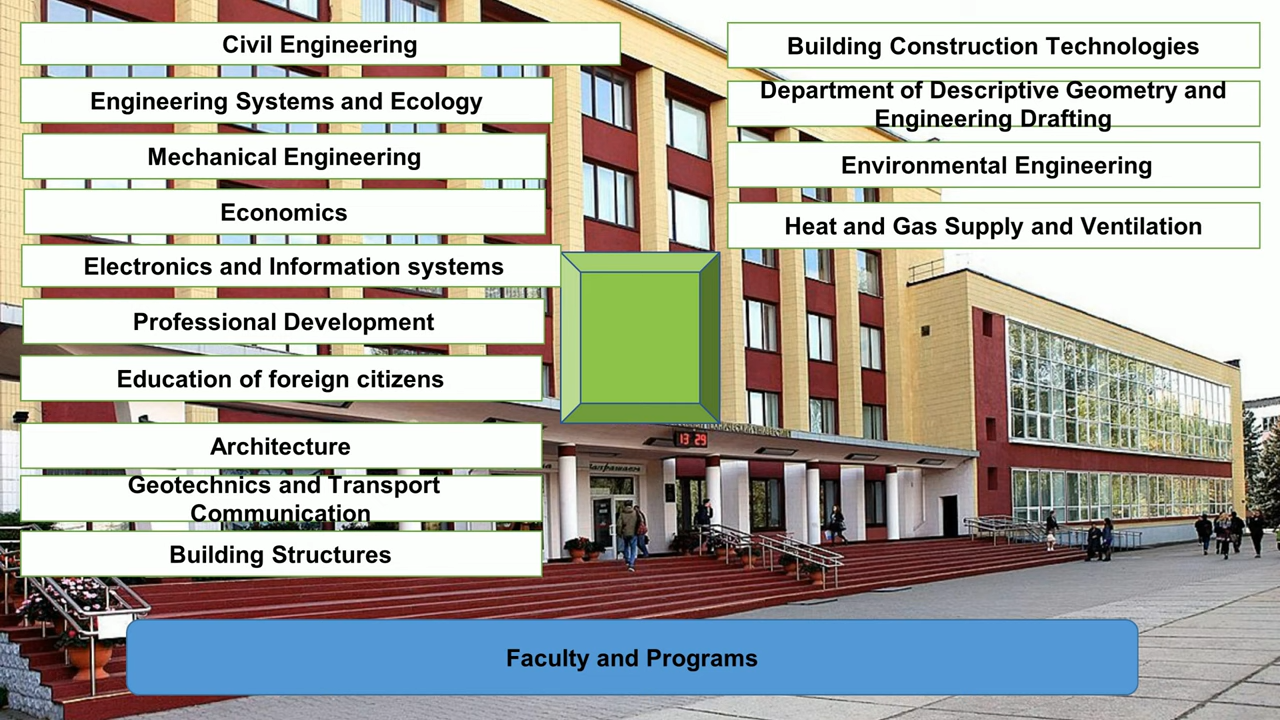 Civil Engineering
Engineering Systems and Ecology
Mechanical Engineering
Economics
Electronics and Information systems
Professional Development
Education of foreign citizens
Architecture
Geotechnics and Transport
Communication
Building Structures
Building Construction Technologies
Department of Descriptive Geometry and
Engineering Drafting
Environmental Engineering
Heat and Gas Supply and Ventilation
13 29
Faculty and Programs